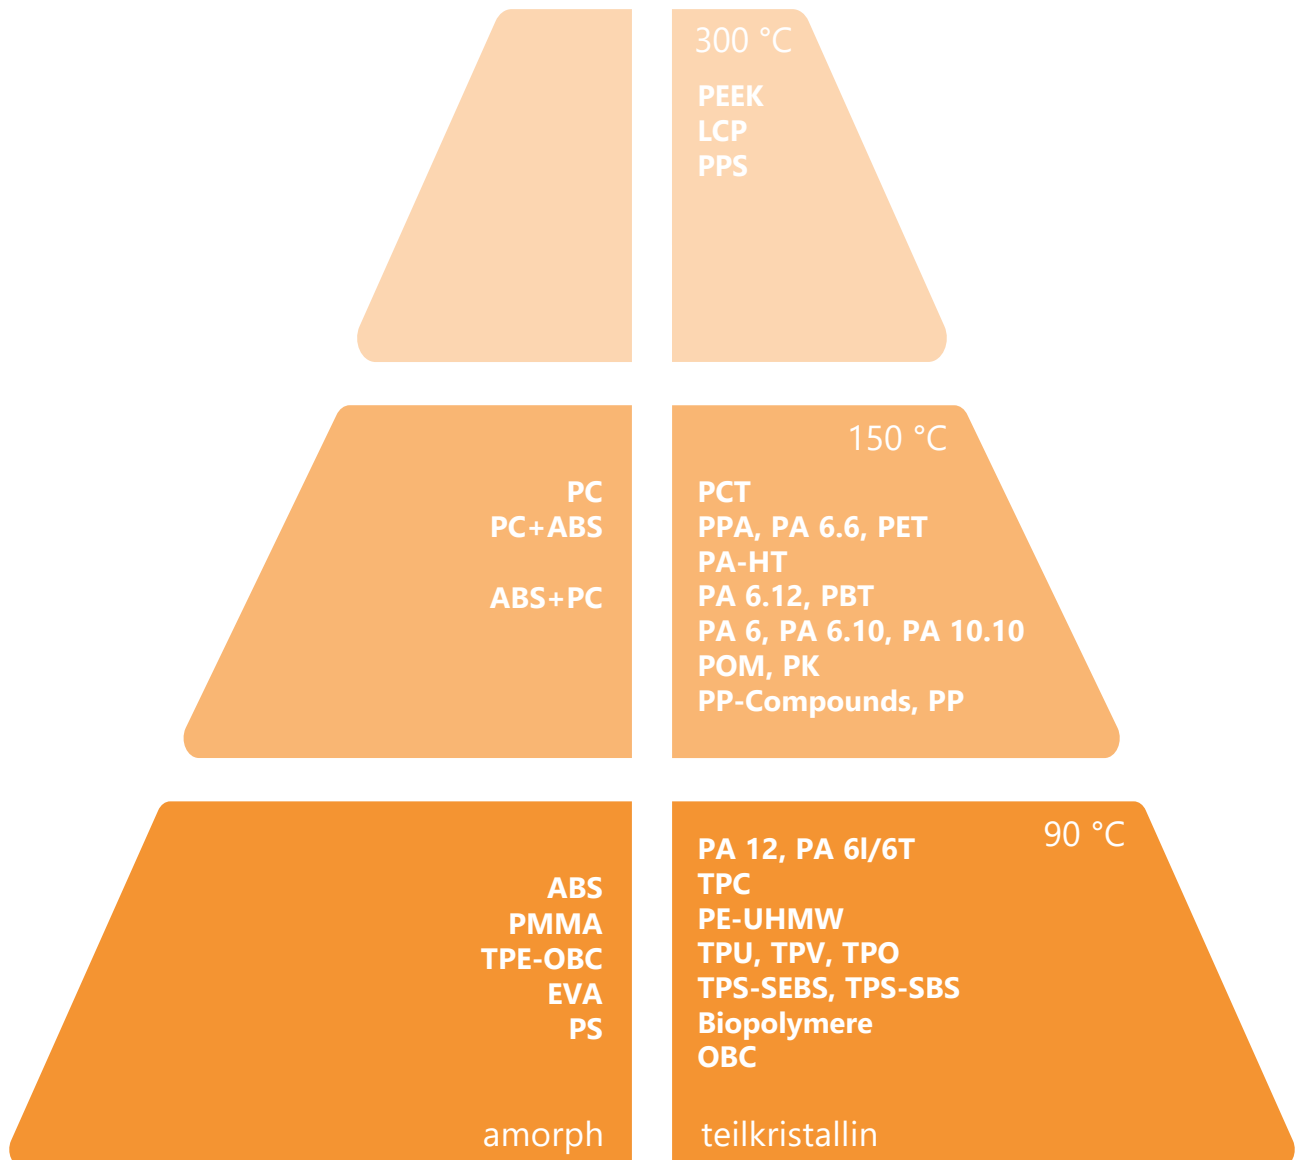 300 °C
PEEK
LCP
PPS
150 °C
PC
PC+ABS
ABS+PC
PCT
PPA, PA 6.6, PET
PA-HT
PA 6.12, PBT
PA 6, PA 6.10, PA 10.10
POM, PK
PP-Compounds, PP
90 °C
ABS
PMMA
TPE-OBC
EVA
PS
amorph
PA 12, PA 6l/6T
TPC
PE-UHMW
TPU, TPV, TPO
TPS-SEBS, TPS-SBS
Biopolymere
OBC
teilkristallin